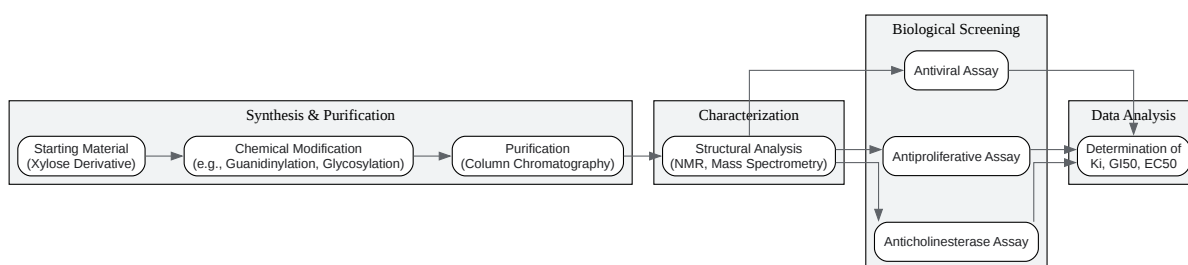 Synthesis & Purification
Starting Material
(Xylose Derivative)
Chemical Modification
(e.g., Guanidinylation, Glycosylation)
Purification
(Column Chromatography)
Characterization
Structural Analysis
(NMR, Mass Spectrometry)
Biological Screening
Antiviral Assay
Antiproliferative Assay
Anticholinesterase Assay
Data Analysis
Determination of
Ki, GI50, EC50